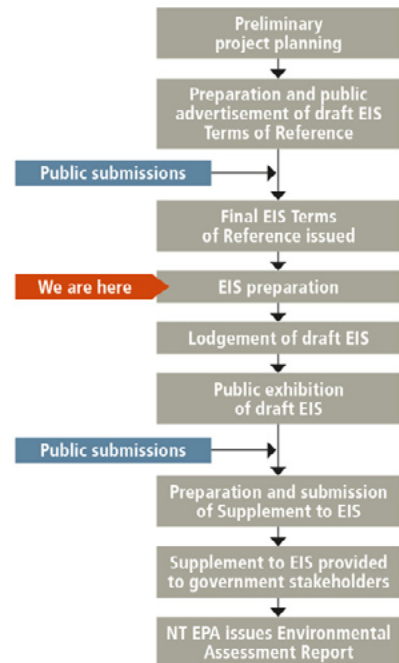 Preliminary
project planning
Preparation and public
advertisement of draft EIS
Terms of Reference
Public submissions
Final EIS Terms
of Reference issued
We are here
EIS preparation
Lodgement of draft EIS
Public exhibition
of draft EIS
Public submissions
Preparation and submission
of Supplement to EIS
Supplement to EIS provided
to government stakeholders
NT EPA issues Environmental
Assessment Report